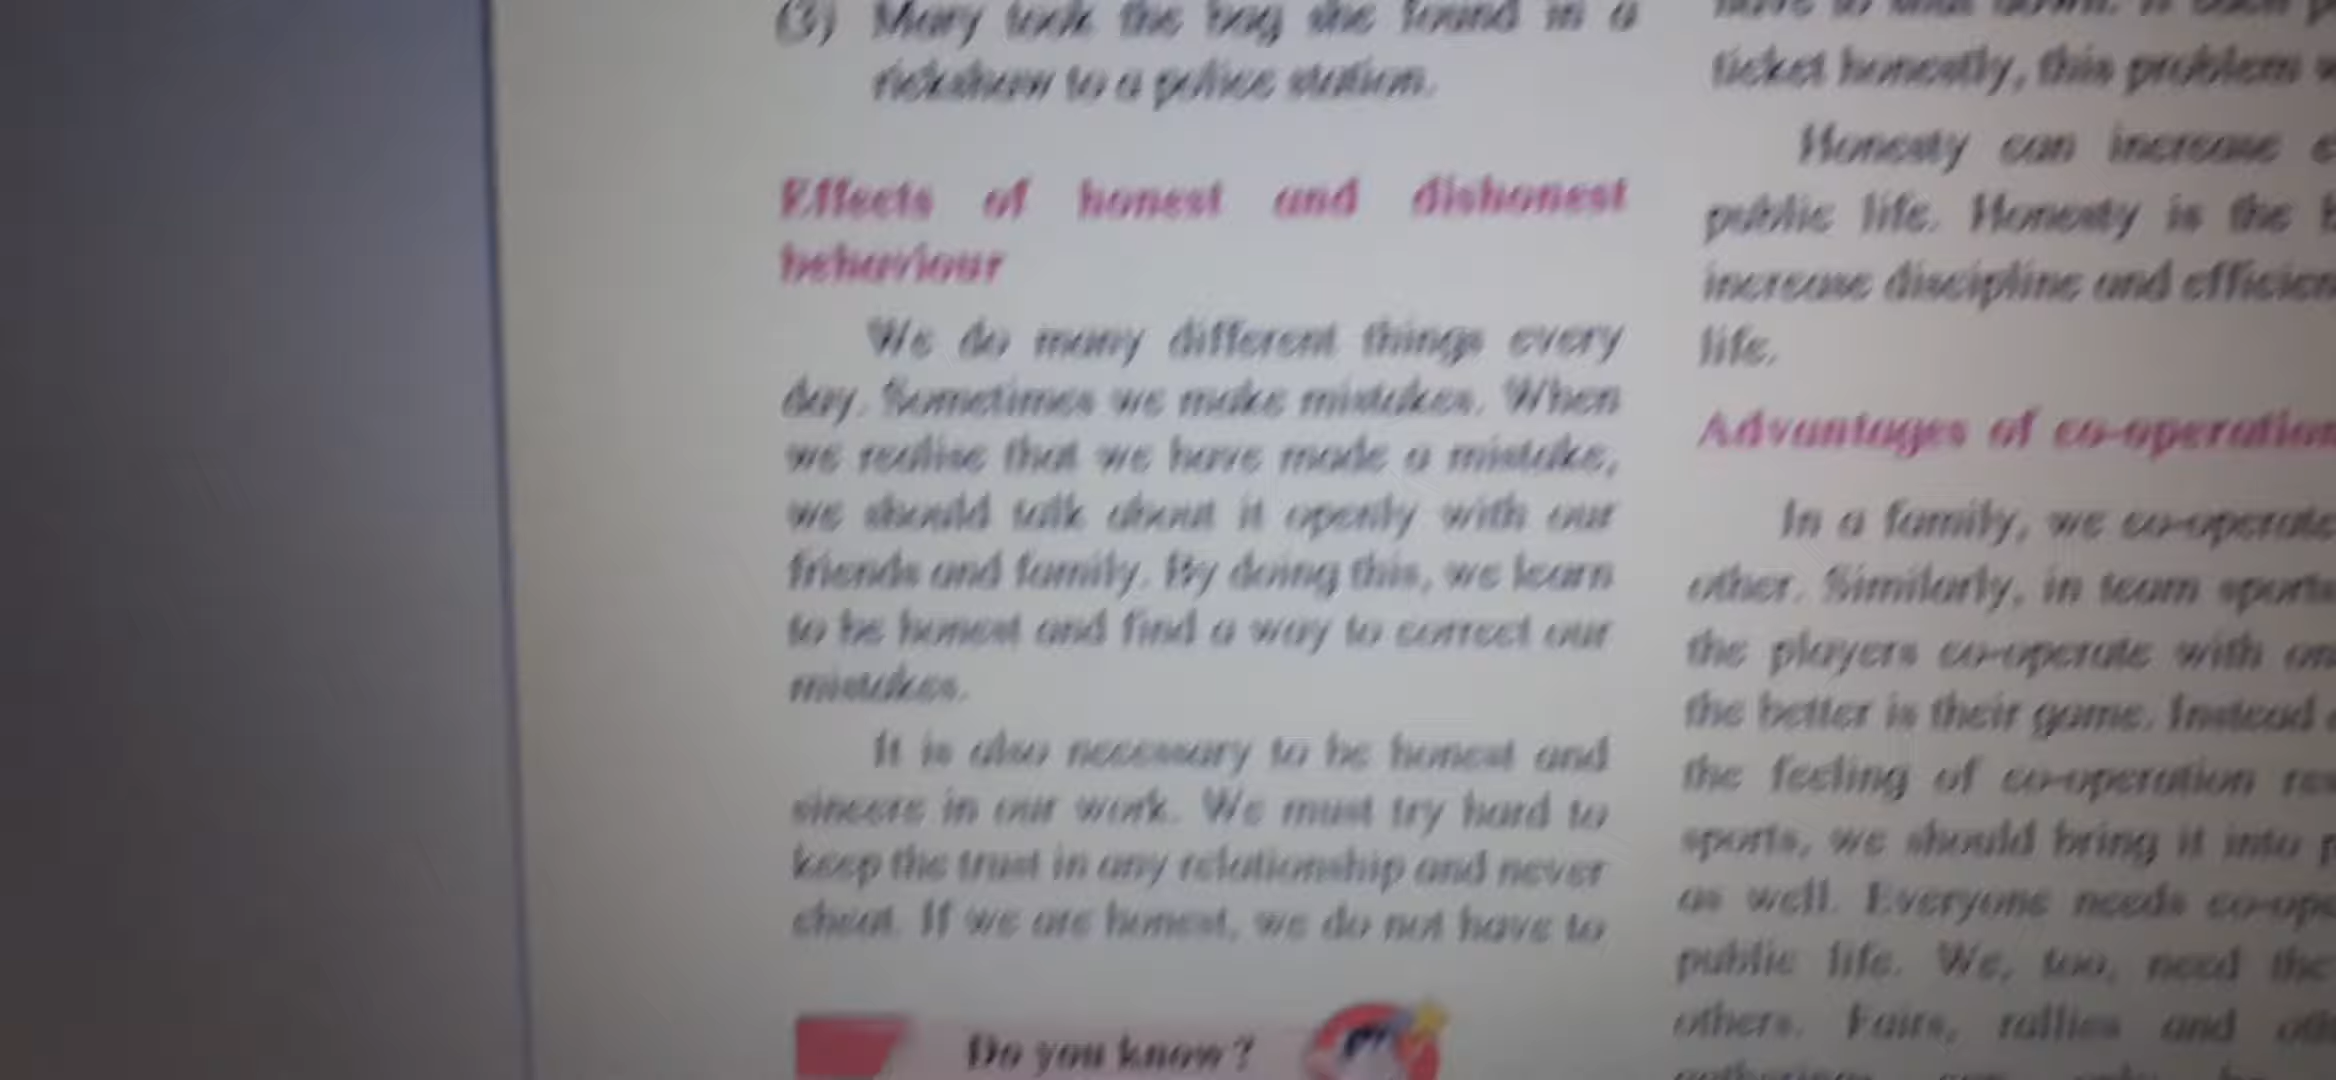 (3) Mary took the bag she found in a
rickshaw to a police station.
Effects of honest and dishonest
behaviour
We do many different things every
day. Sometimes we make mistakes. When
we realise that we have made a mistake,
we should talk about it openly with our
friends and family. By doing this, we learn
to be honest and find a way to correct our
mistakes.
It is also necessary to be honest and
sincere in our work. We must try hard to
keep the trust in any relationship and never
cheat. If we are honest, we do not have to
Do you know?
ticket honestly, this problem
Honesty can increase
public life. Honesty is the
increase discipline and
life.
Advantages of co-operation
In a family, we co-operate
other. Similarly, in team sports
the players co-operate with
the better is their game. Instead
the feeling of co-operation
sports, we should bring it into
as well. Everyone needs
public life. We, too, need the
others. Fairs, rallies and